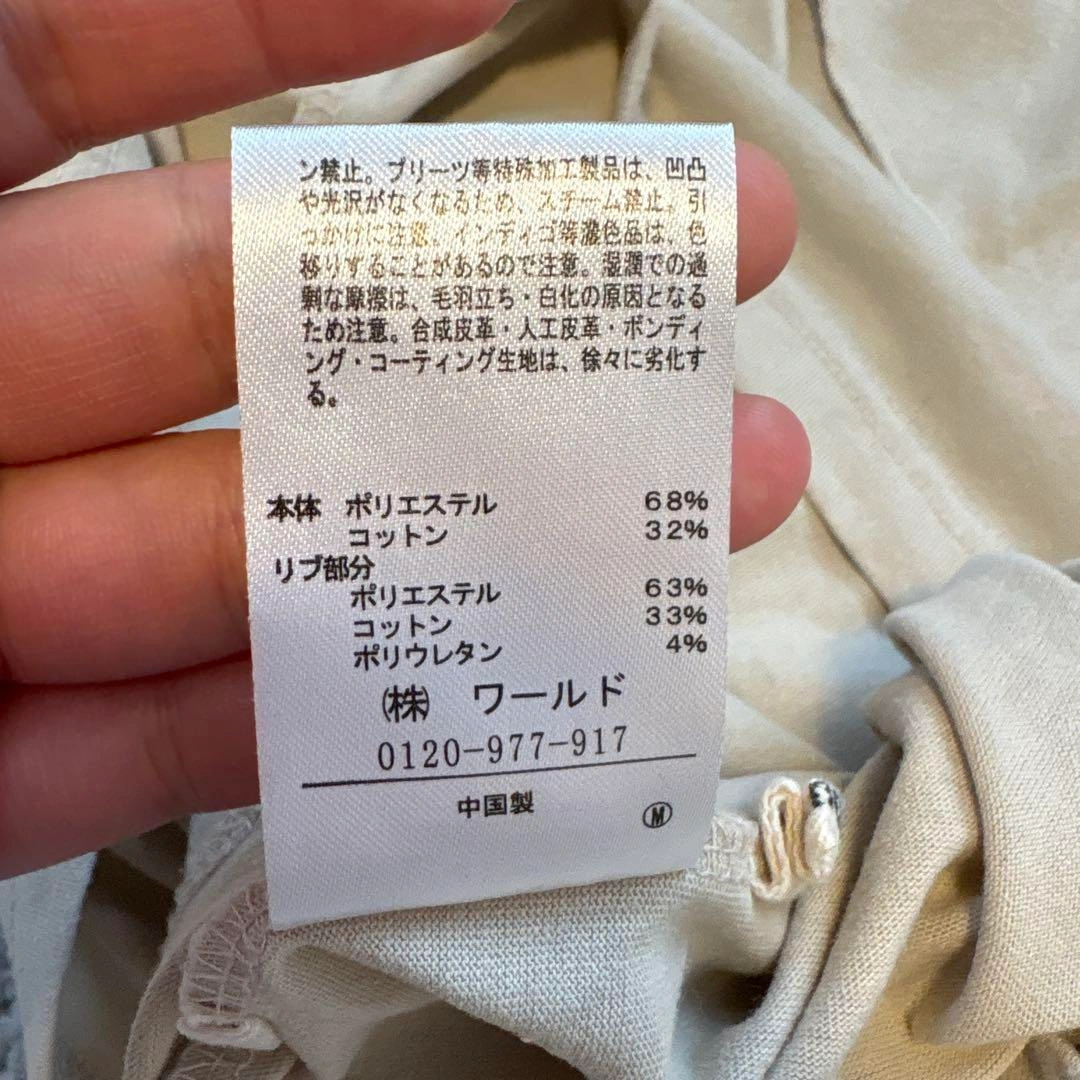 ン禁止。プリーツ等特殊加工製品は、凹凸
や光沢がなくなるため、スチーム禁止。引
っかけに注意。インディゴ等濃色品は、色
移りすることがあるので注意。湿潤での過
剰な摩擦は、毛羽立ち・白化の原因となる
ため注意。合成皮革・人工皮革・ボンディ
ング・コーティング生地は、徐々に劣化す
る。
本体 ポリエステル 68%
コットン 32%
リブ部分
ポリエステル 63%
コットン 33%
ポリウレタン 4%
㈱ ワールド
0120-977-917
中国製
Ⓜ